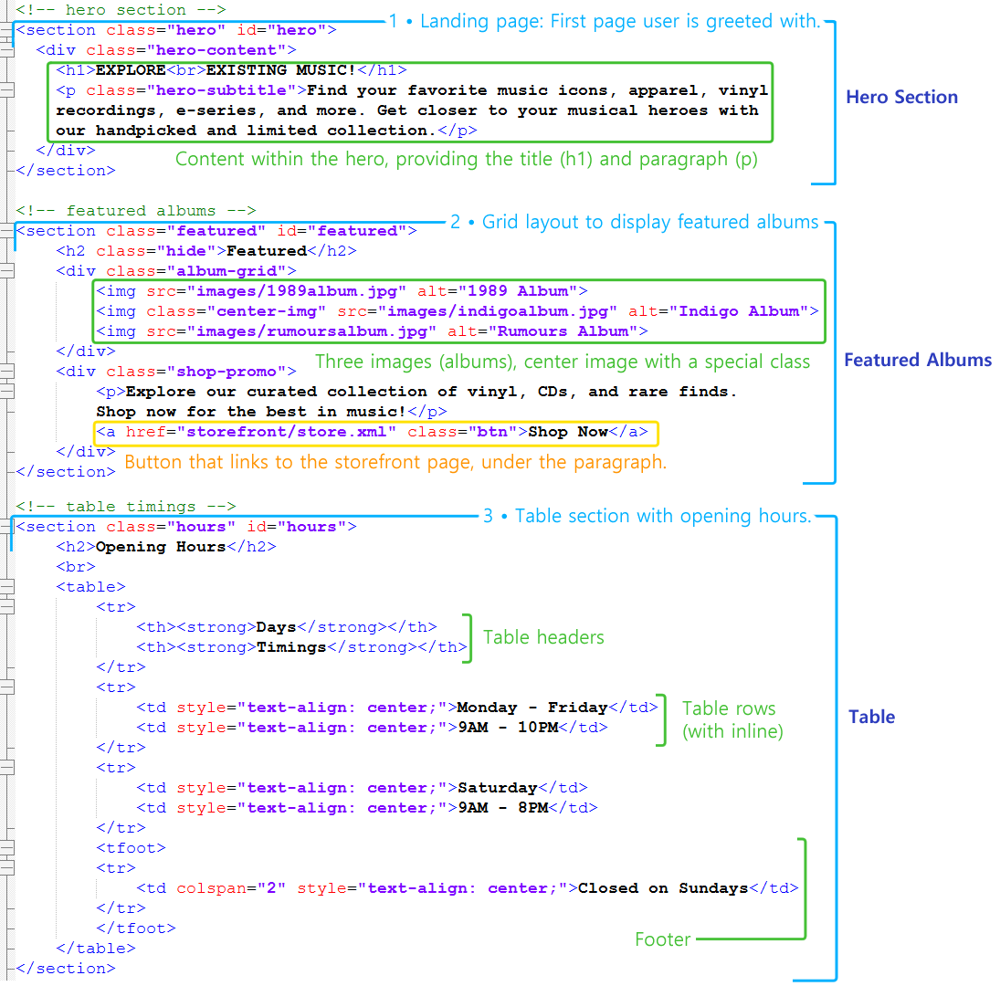 <!-- hero section -->
1 • Landing page: First page user is greeted with.
<section class="hero" id="hero">
<div class="hero-content">
<h1>EXPLORE<br>EXISTING MUSIC!</h1>
<p class="hero-subtitle">Find your favorite music icons, apparel, vinyl
recordings, e-series, and more. Get closer to your musical heroes with
our handpicked and limited collection.</p>
Hero Section
</div>
Content within the hero, providing the title (h1) and paragraph (p)
</section>
<!-- featured albums -->
2 • Grid layout to display featured albums
<section class="featured" id="featured">
<h2 class="hide">Featured</h2>
<div class="album-grid">
<img src="images/1989album.jpg" alt="1989 Album">
<img class="center-img" src="images/indigoalbum.jpg" alt="Indigo Album">
<img src="images/rumoursalbum.jpg" alt="Rumours Album">
</div>
Three images (albums), center image with a special class
Featured Albums
<div class="shop-promo">
<p>Explore our curated collection of vinyl, CDs, and rare finds.
Shop now for the best in music!</p>
<a href="storefront/store.xml" class="btn">Shop Now</a>
</div>
Button that links to the storefront page, under the paragraph.
</section>
<!-- table timings -->
3 • Table section with opening hours.
<section class="hours" id="hours">
<h2>Opening Hours</h2>
<br>
<table>
<tr>
<th><strong>Days</strong></th>
<th><strong>Timings</strong></th>
Table headers
</tr>
<tr>
<td style="text-align: center;">Monday - Friday</td>
<td style="text-align: center;">9AM - 10PM</td>
Table rows
(with inline)
Table
</tr>
<tr>
<td style="text-align: center;">Saturday</td>
<td style="text-align: center;">9AM - 8PM</td>
</tr>
<tfoot>
<tr>
<td colspan="2" style="text-align: center;">Closed on Sundays</td>
</tr>
</tfoot>
Footer
</table>
</section>